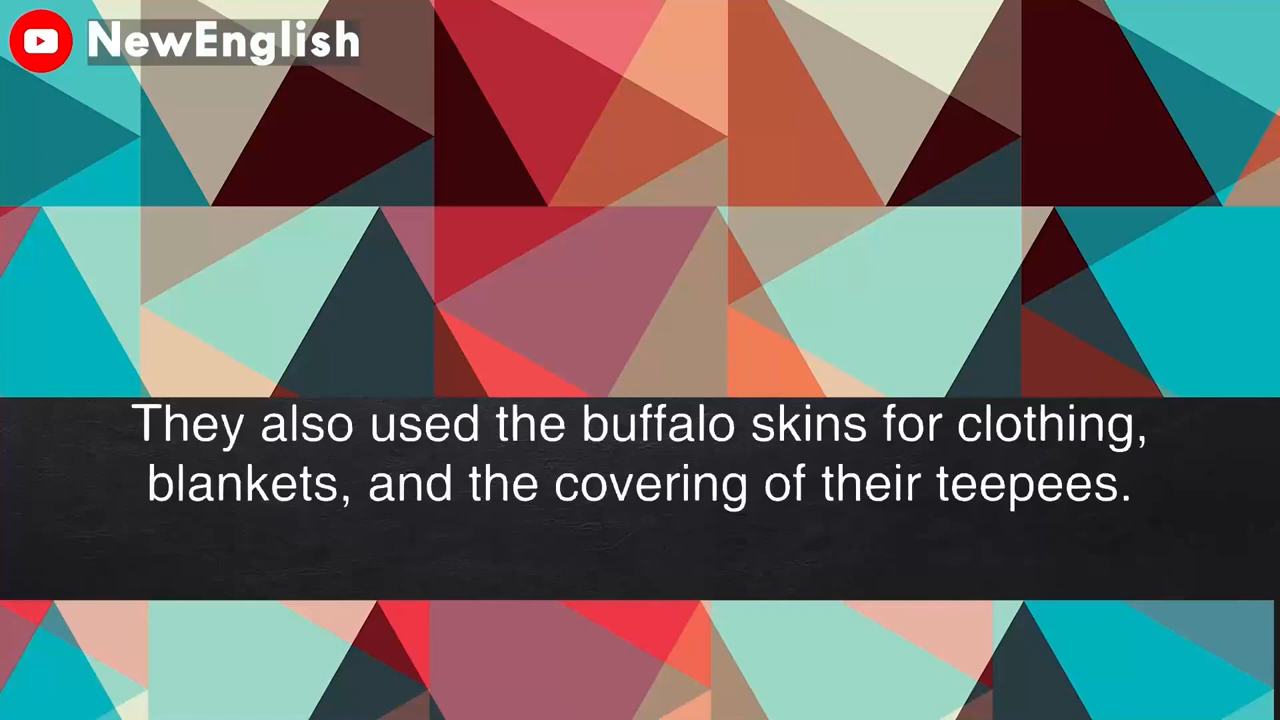 NewEnglish
They also used the buffalo skins for clothing,
blankets, and the covering of their teepees.